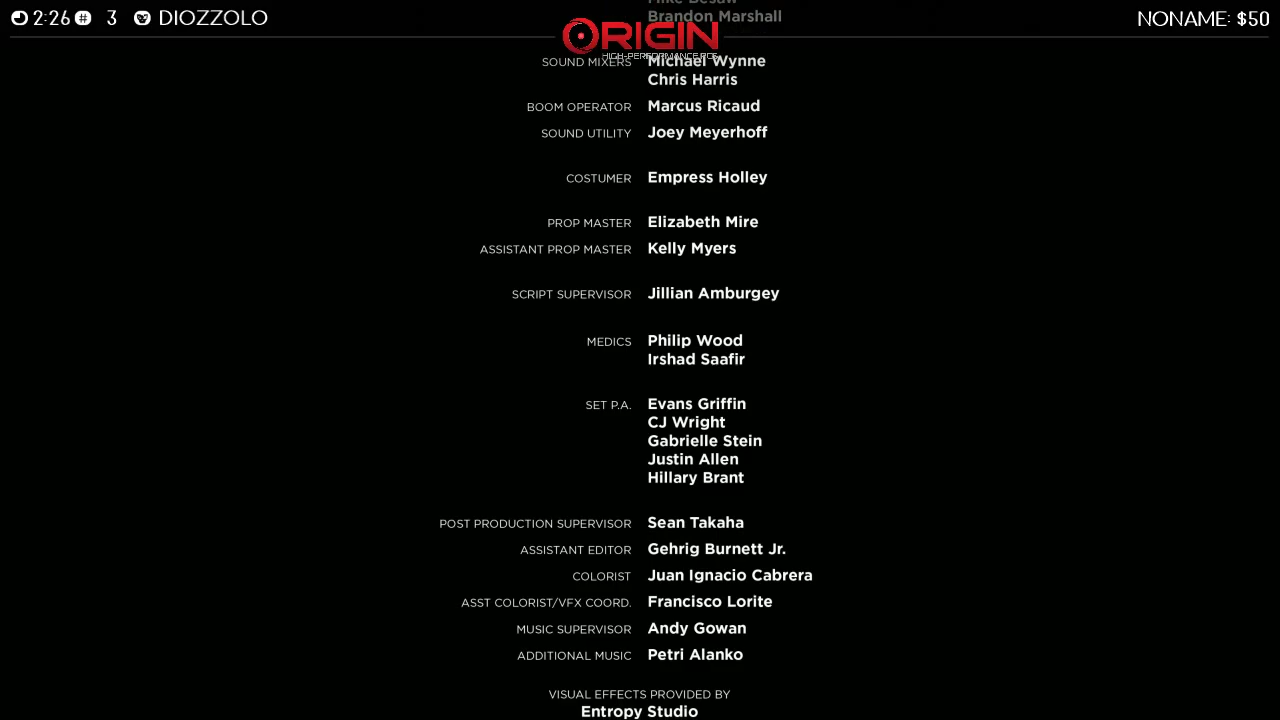 2:26 # 3 DIOZZOLO
NONAME: $50
Brandon Marshall
ORIGIN
HIGH-PERFORMANCE PCS
SOUND MIXERS Michael Wynne
Chris Harris
BOOM OPERATOR Marcus Ricaud
SOUND UTILITY Joey Meyerhoff
COSTUMER Empress Holley
PROP MASTER Elizabeth Mire
ASSISTANT PROP MASTER Kelly Myers
SCRIPT SUPERVISOR Jillian Amburgey
MEDICS Philip Wood
Irshad Saafir
SET P.A. Evans Griffin
CJ Wright
Gabrielle Stein
Justin Allen
Hillary Brant
POST PRODUCTION SUPERVISOR Sean Takaha
ASSISTANT EDITOR Gehrig Burnett Jr.
COLORIST Juan Ignacio Cabrera
ASST COLORIST/VFX COORD. Francisco Lorite
MUSIC SUPERVISOR Andy Gowan
ADDITIONAL MUSIC Petri Alanko
VISUAL EFFECTS PROVIDED BY
Entropy Studio